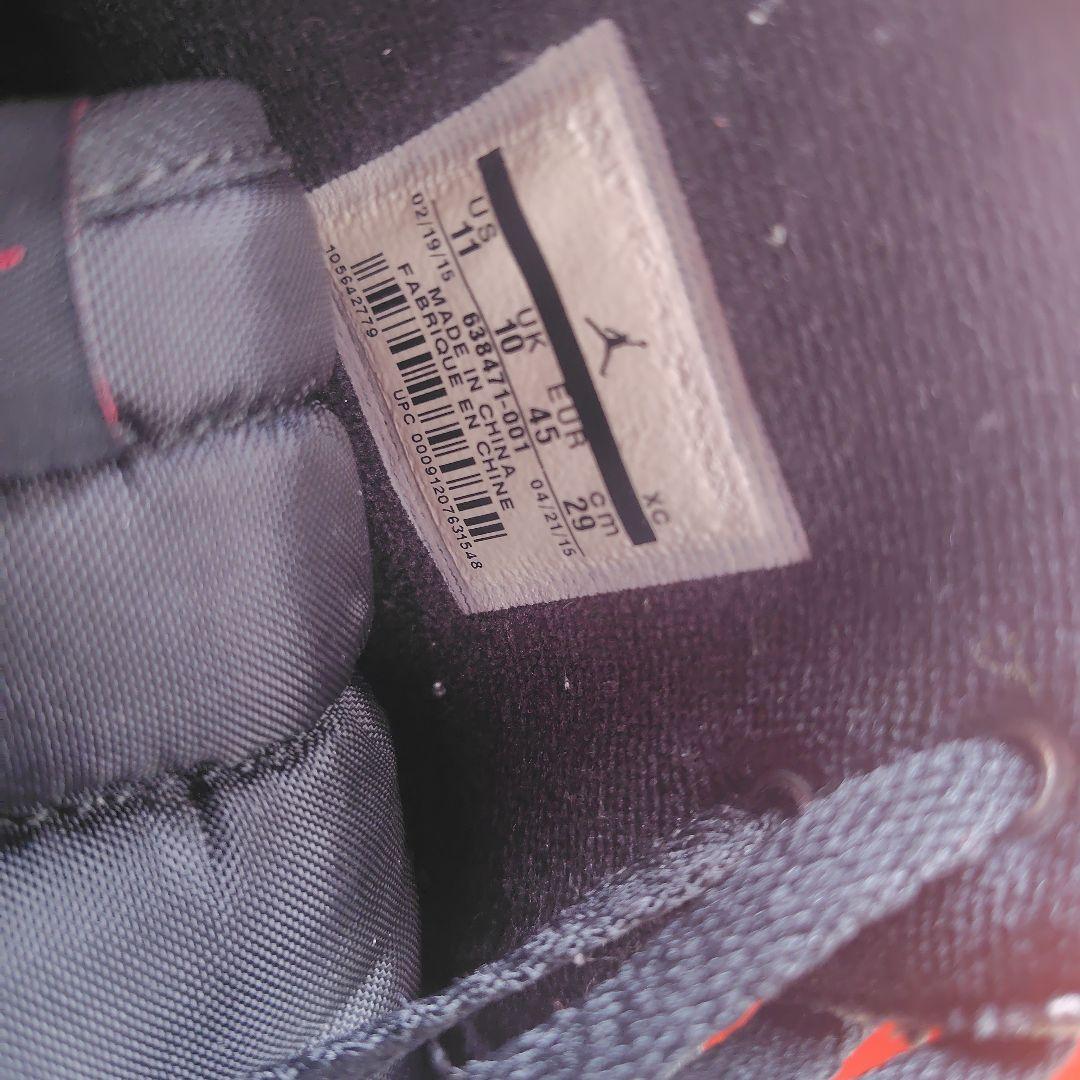 XC
US UK EUR cm
11 10 45 29
02/19/15 638471-001 04/21/15
MADE IN CHINA
FABRIQUE EN CHINE
105642779
UPC 00091207631548